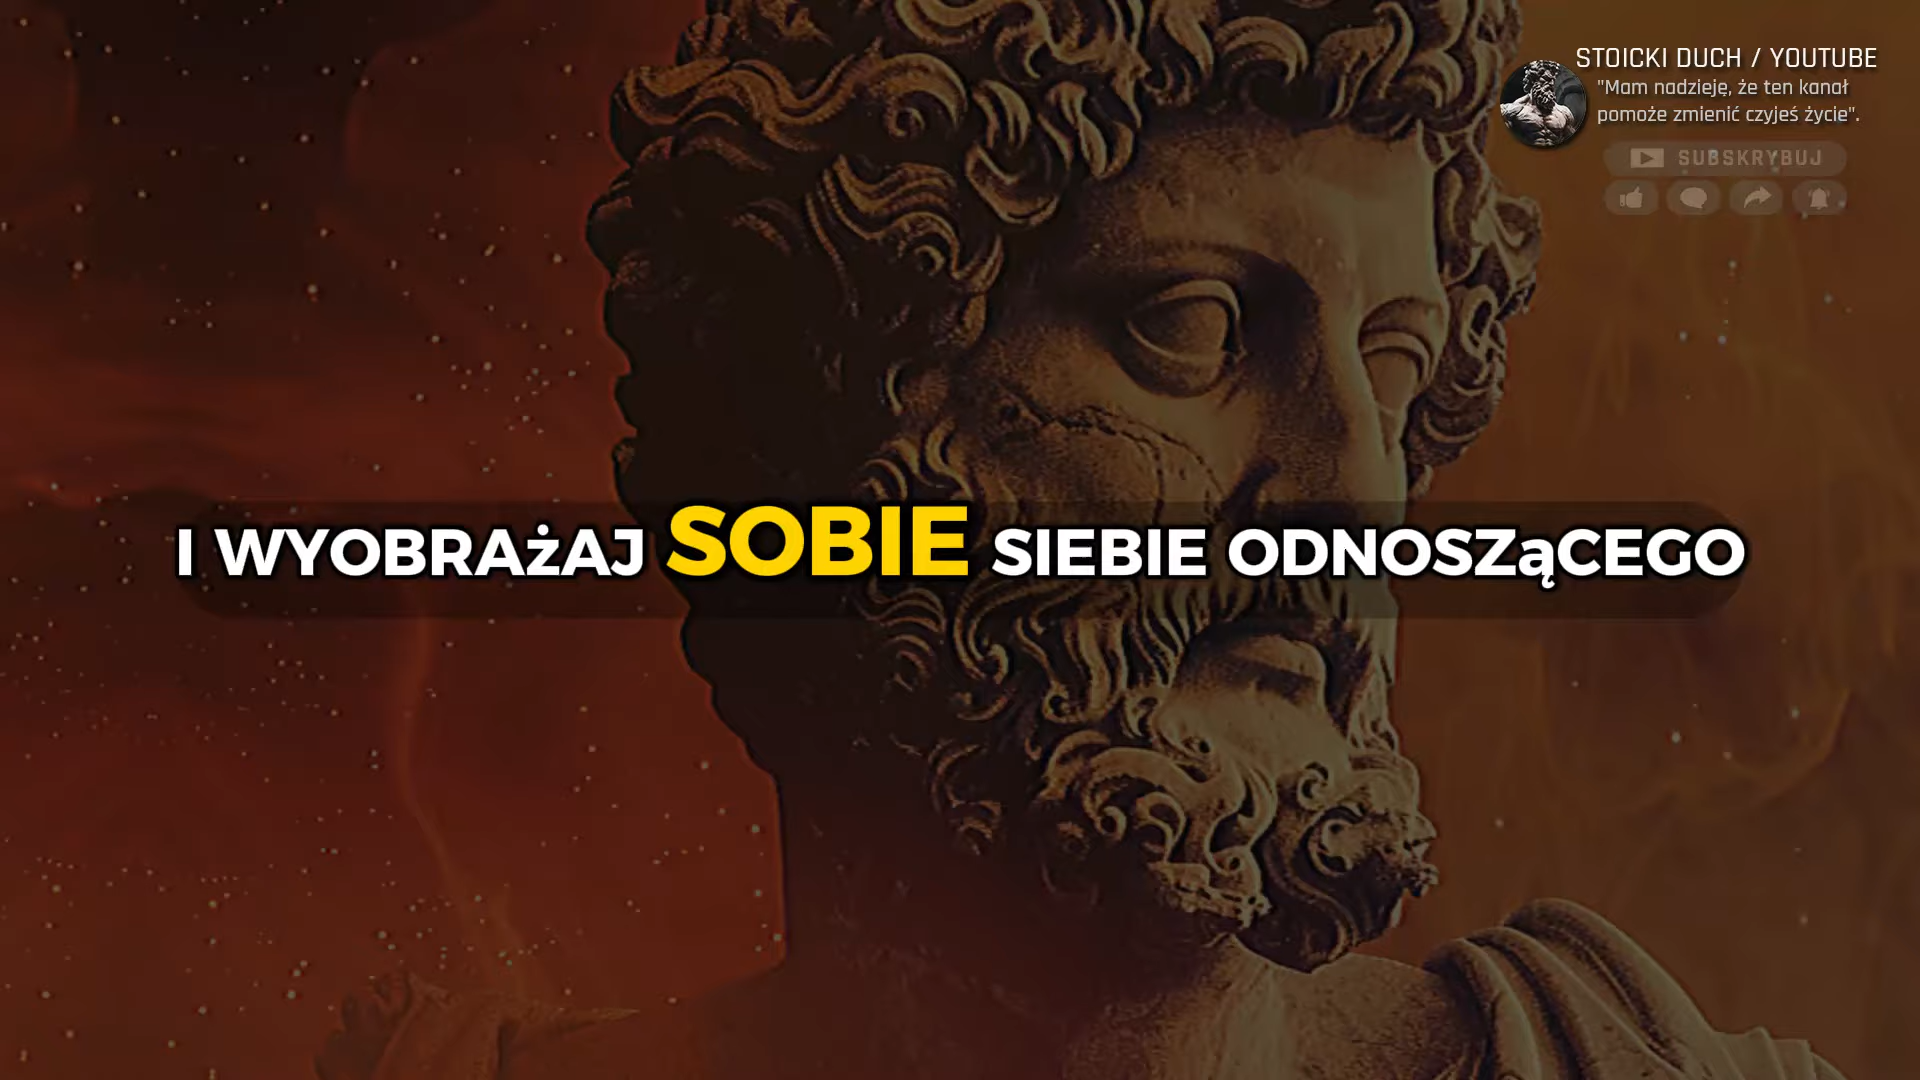 STOICKI DUCH / YOUTUBE
"Mam nadzieję, że ten kanał
pomoże zmienić czyjeś życie".
SUBSKRYBUJ
I WYOBRAżAJ SOBIE SIEBIE ODNOSZąCEGO